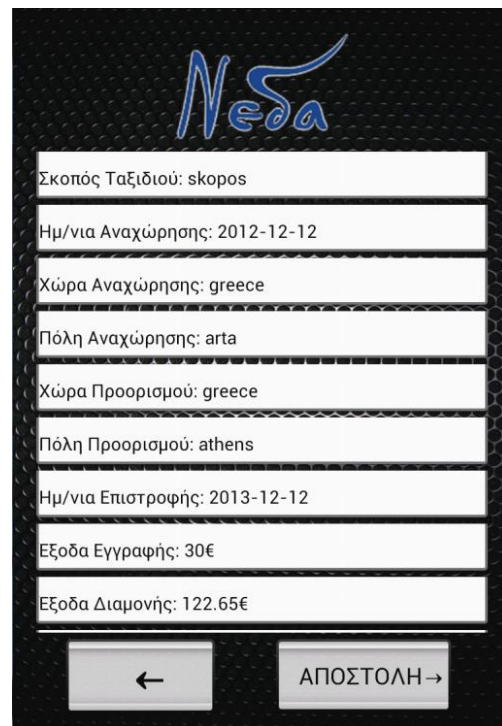 Νεδα
Σκοπός Ταξιδιού: skopos
Ημ/νια Αναχώρησης: 2012-12-12
Χώρα Αναχώρησης: greece
Πόλη Αναχώρησης: arta
Χώρα Προορισμού: greece
Πόλη Προορισμού: athens
Ημ/νια Επιστροφής: 2013-12-12
Εξοδα Εγγραφής: 30€
Εξοδα Διαμονής: 122.65€
← ΑΠΟΣΤΟΛΗ→